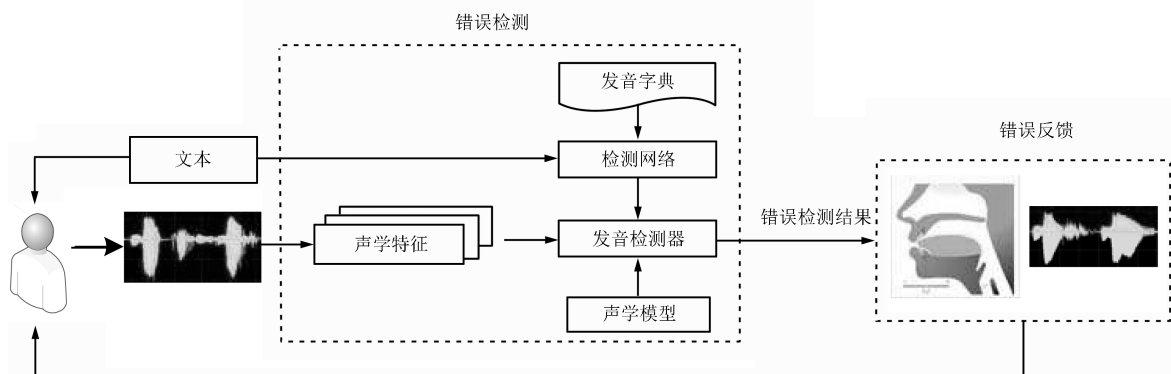 错误检测
发音字典
错误反馈
文本
检测网络
错误检测结果
声学特征
发音检测器
声学模型